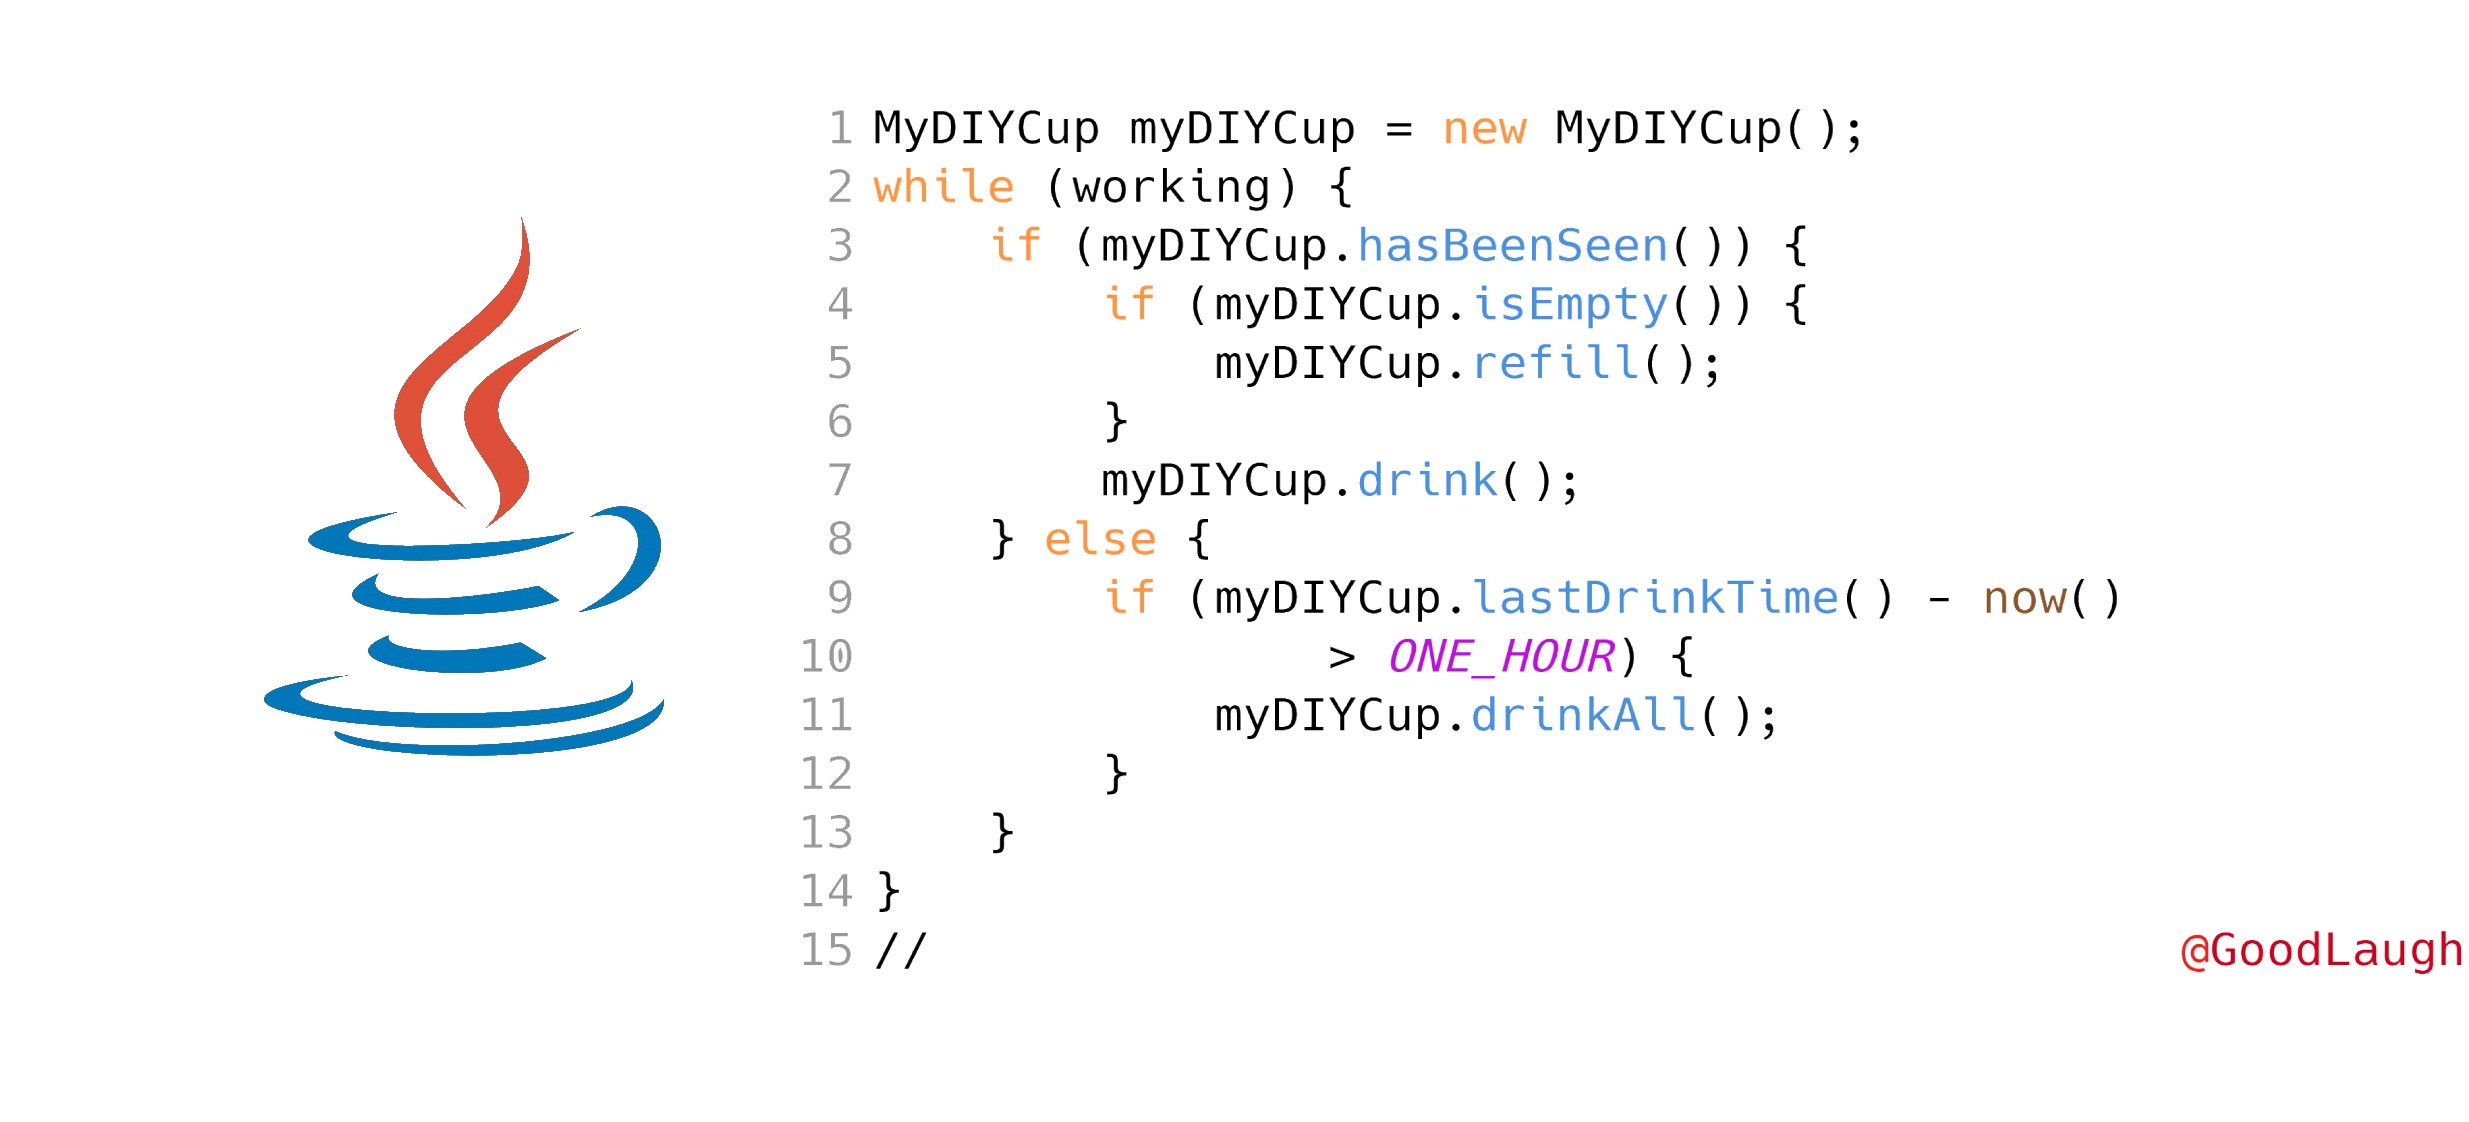 1 MyDIYCup myDIYCup = new MyDIYCup();
2 while (working) {
3     if (myDIYCup.hasBeenSeen()) {
4         if (myDIYCup.isEmpty()) {
5             myDIYCup.refill();
6         }
7         myDIYCup.drink();
8     } else {
9         if (myDIYCup.lastDrinkTime() - now()
10                 > ONE_HOUR) {
11             myDIYCup.drinkAll();
12         }
13     }
14 }
15 // @GoodLaugh